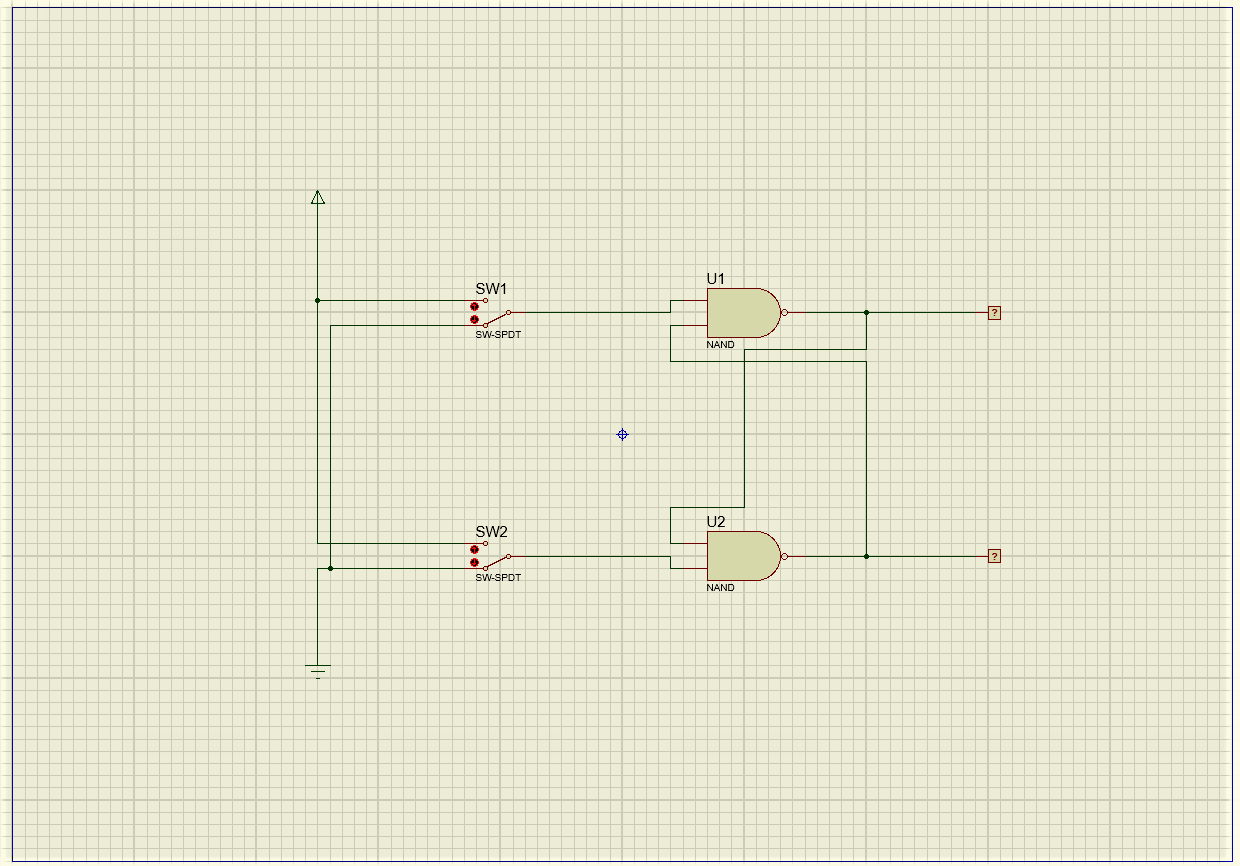 SW1
SW-SPDT
U1
NAND
?
SW2
SW-SPDT
U2
NAND
?